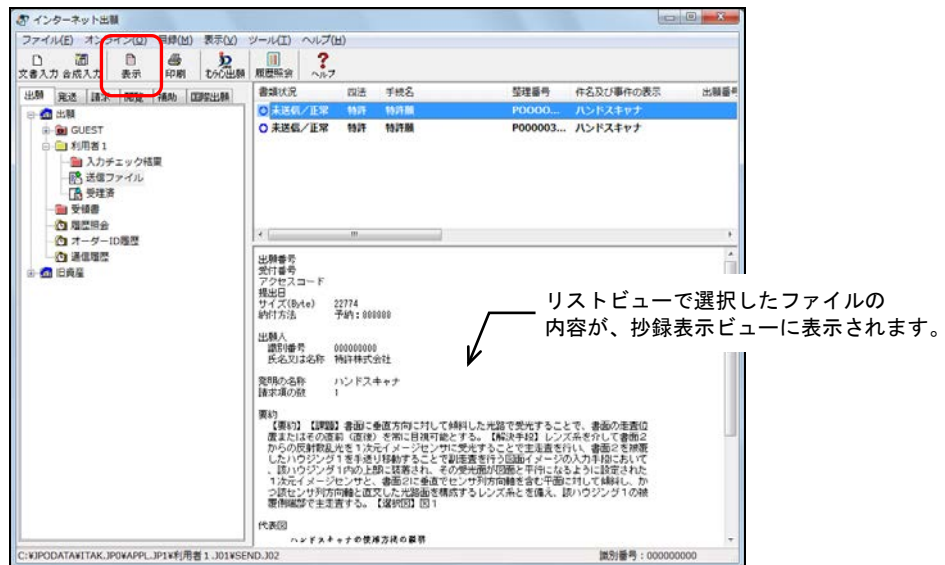 インターネット出願
ファイル(F) オンライン(O) 目録(M) 表示(V) ツール(T) ヘルプ(H)
文書入力 合成入力 表示 印刷 むらc出願 履歴照会 ヘルプ
出願 発送 請求 閲覧 補助 国際出願
書類状況 四法 手続名 整理番号 件名及び事件の表示 出願番号
未送信/正常 特許 特許願 P0000... ハンドスキャナ
未送信/正常 特許 特許願 P000003... ハンドスキャナ
出願
GUEST
利用者1
入力チェック結果
送信ファイル
受理済
受領書
履歴照会
オーダーID履歴
通信履歴
旧資産
出願番号
受付番号
アクセスコード
提出日
サイズ(Byte) 22774
納付方法 予納:000000
出願人
識別番号 000000000
氏名又は名称 特許株式会社
発明の名称 ハンドスキャナ
請求項の数 1
要約
【要約】【課題】書面に垂直方向に対して傾斜した光路で受光することで、書面の走査位
置またはその直前(直後)を常に目視可能とする。【解決手段】レンズ系を介して書面2
からの反射散乱光を1次元イメージセンサに受光することで主走査を行い、書面2を被覆
したハウジング1を手送り移動することで副走査を行う図面イメージの入力手段において
、該ハウジング1内の上部に装着され、その受光面が図面と平行になるように設定された
1次元イメージセンサと、書面2に垂直でセンサ列方向軸を含む平面に対して傾斜し、か
つ該センサ列方向軸と直交した光路面を構成するレンズ系とを備え、該ハウジング1の被
覆側端部で主走査する。【選択図】図1
代表図
ハンドスキャナの使用方法の説明
リストビューで選択したファイルの
内容が、抄録表示ビューに表示されます。
C:¥JPODATA¥ITAK.JP0¥APPL.JP1¥利用者1.J01¥SEND.J02 識別番号:000000000